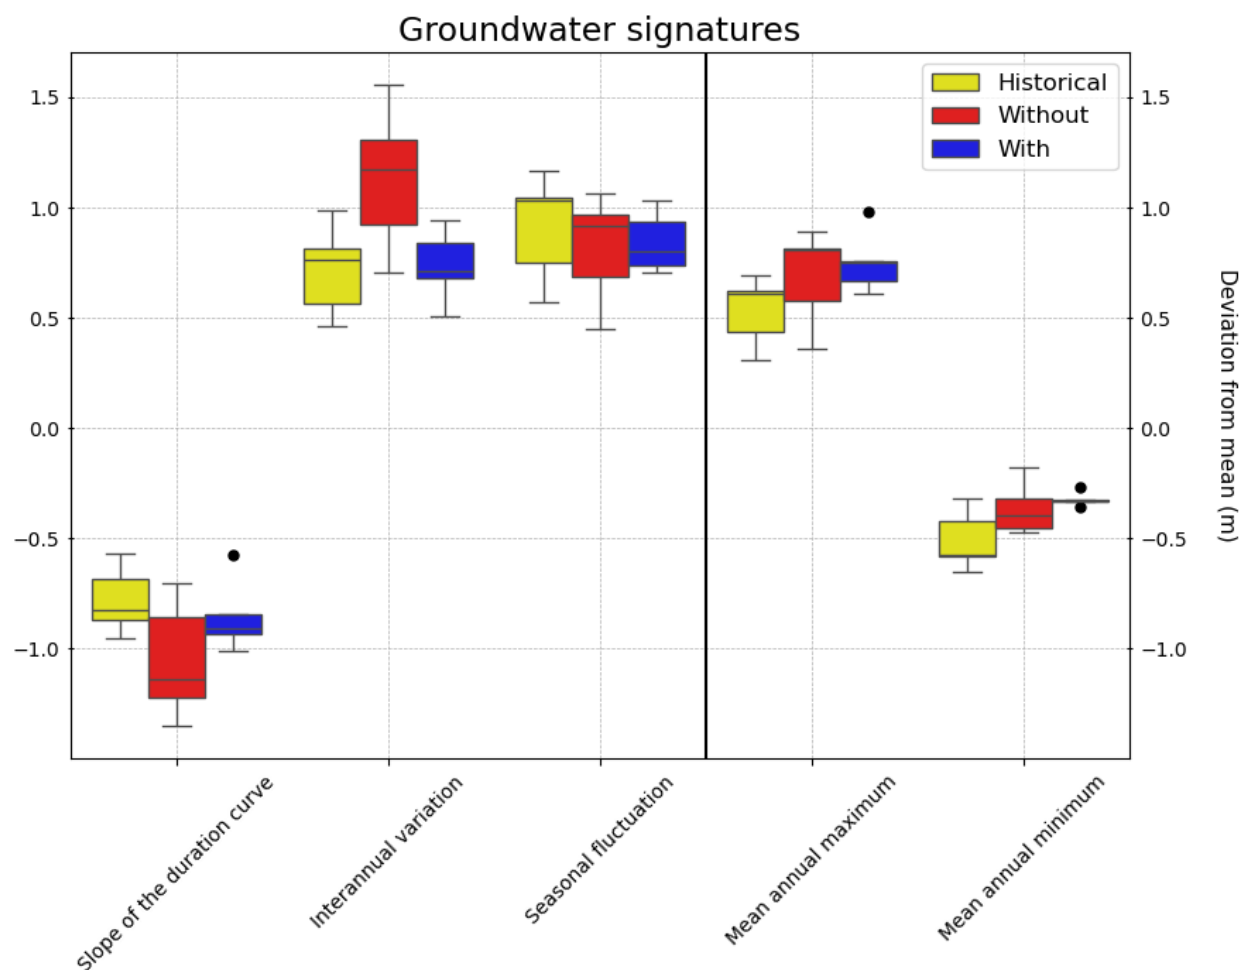 Groundwater signatures
1.5
1.0
0.5
0.0
−0.5
−1.0
Historical
Without
With
1.5
1.0
0.5
0.0
−0.5
−1.0
Deviation from mean (m)
Slope of the duration curve
Interannual variation
Seasonal fluctuation
Mean annual maximum
Mean annual minimum